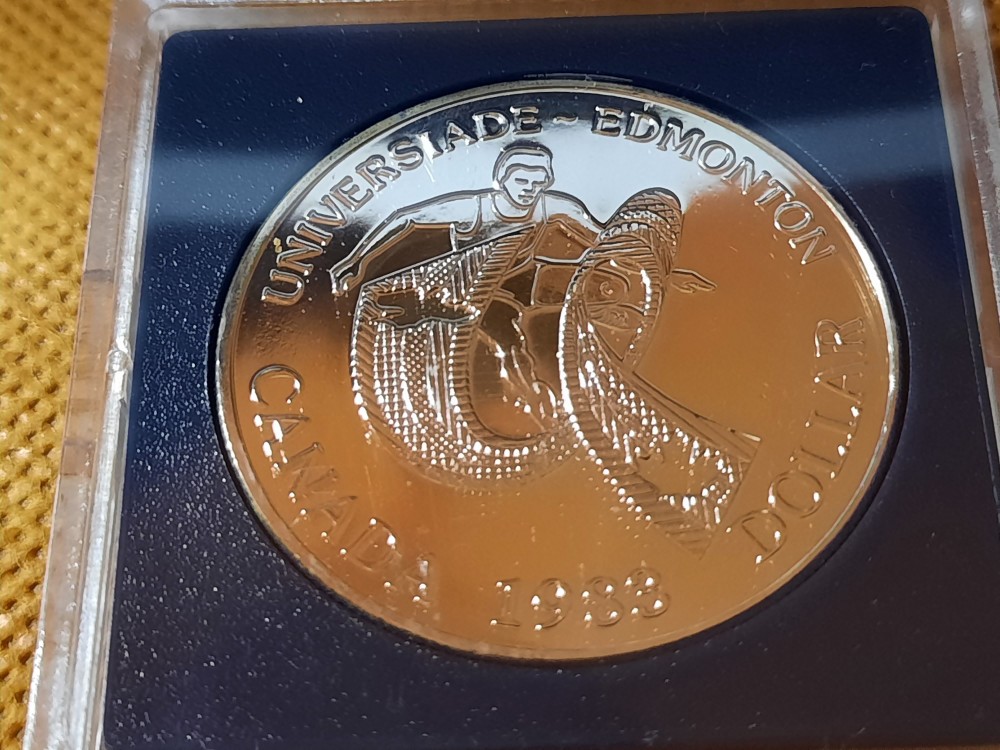 UNIVERSIADE ~ EDMONTON
CANADA 1983 DOLLAR